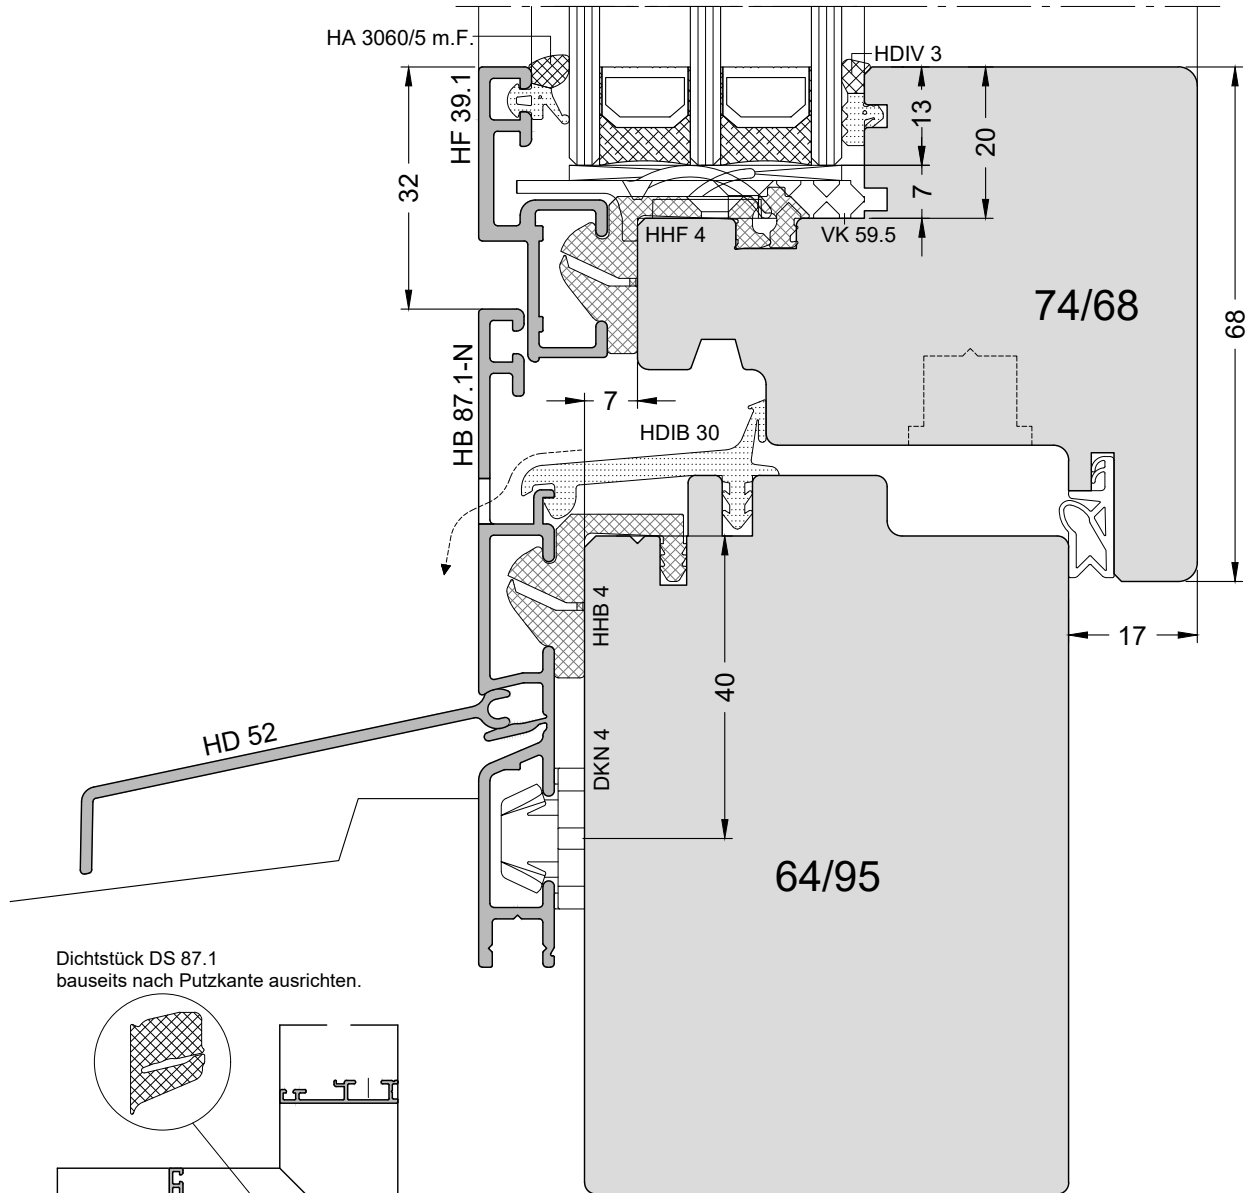 HA 3060/5 m.F.
HDIV 3
HF 39.1
13
20
32
7
HHF 4
VK 59.5
74/68
68
HB 87.1-N
7
HDIB 30
HHB 4
17
40
HD 52
DKN 4
64/95
Dichtstück DS 87.1
bauseits nach Putzkante ausrichten.